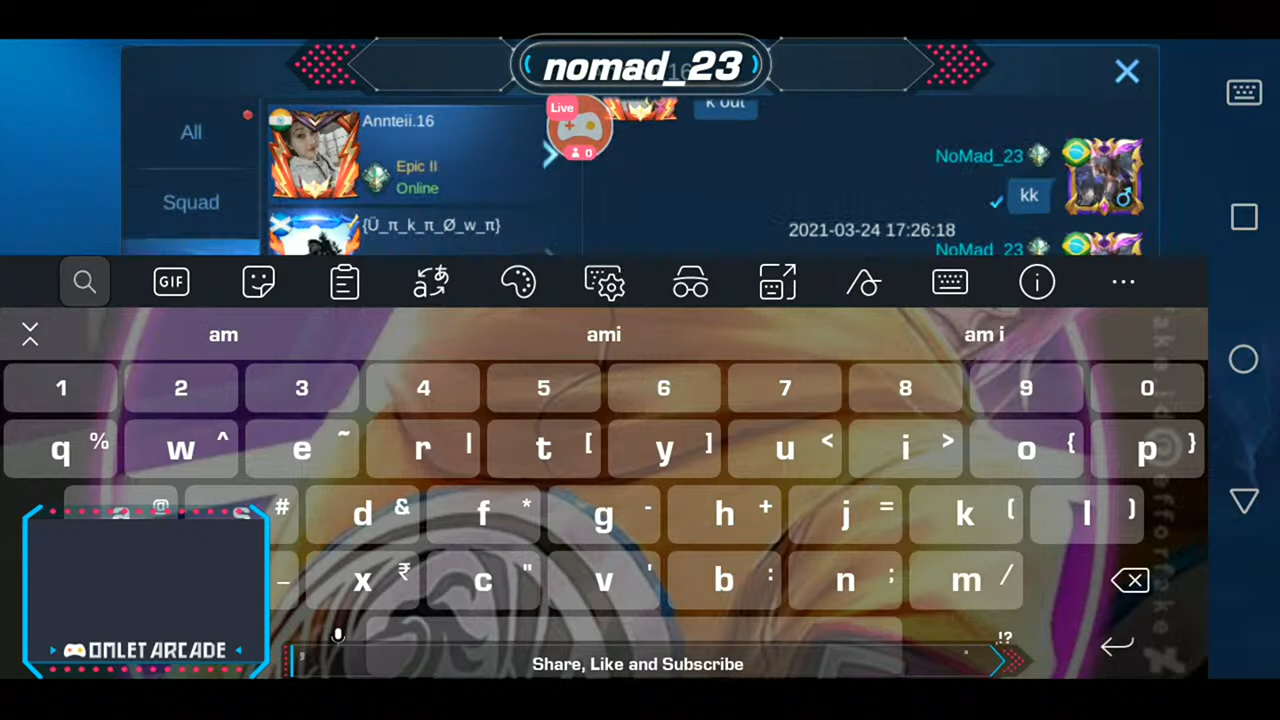 nomad_23
16
Live
0
All
Squad
Annteii.16
Epic II
Online
{Ü_π_k_π_Ø_w_π}
k out
NoMad_23
kk
2021-03-24 17:26:18
NoMad_23
GIF
am ami am i
1 2 3 4 5 6 7 8 9 0
q % w ^ e ~ r | t [ y ] u < i > o { p }
a @ s # d & f * g - h + j = k ( l )
_ x ₹ c " v ' b : n ; m /
, . !?
OMLET ARCADE
Share, Like and Subscribe